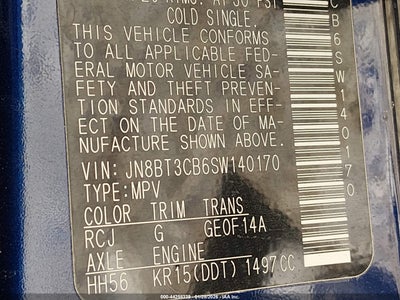 COLD SINGLE.
THIS VEHICLE CONFORMS
TO ALL APPLICABLE FED-
ERAL MOTOR VEHICLE SA-
FETY AND THEFT PREVEN-
TION STANDARDS IN EFF-
ECT ON THE DATE OF MA-
NUFACTURE SHOWN ABOVE.
VIN: JN8BT3CB6SW140170
TYPE: MPV
COLOR TRIM TRANS
RCJ G GE0F14A
AXLE ENGINE
HH56 KR15(DDT) 1497CC
CB6SW140170